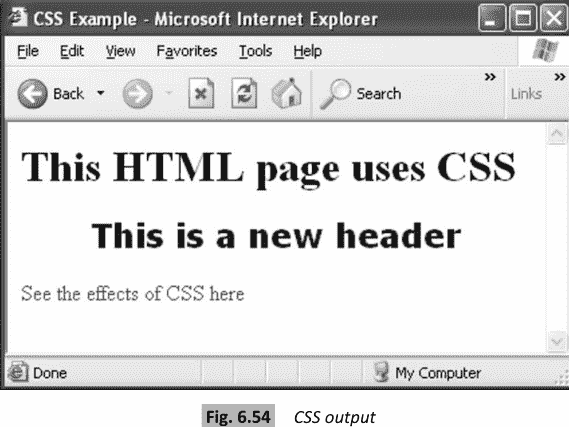 CSS Example - Microsoft Internet Explorer
File Edit View Favorites Tools Help
Back Search » Links »
This HTML page uses CSS
This is a new header
See the effects of CSS here
Done My Computer
Fig. 6.54 CSS output